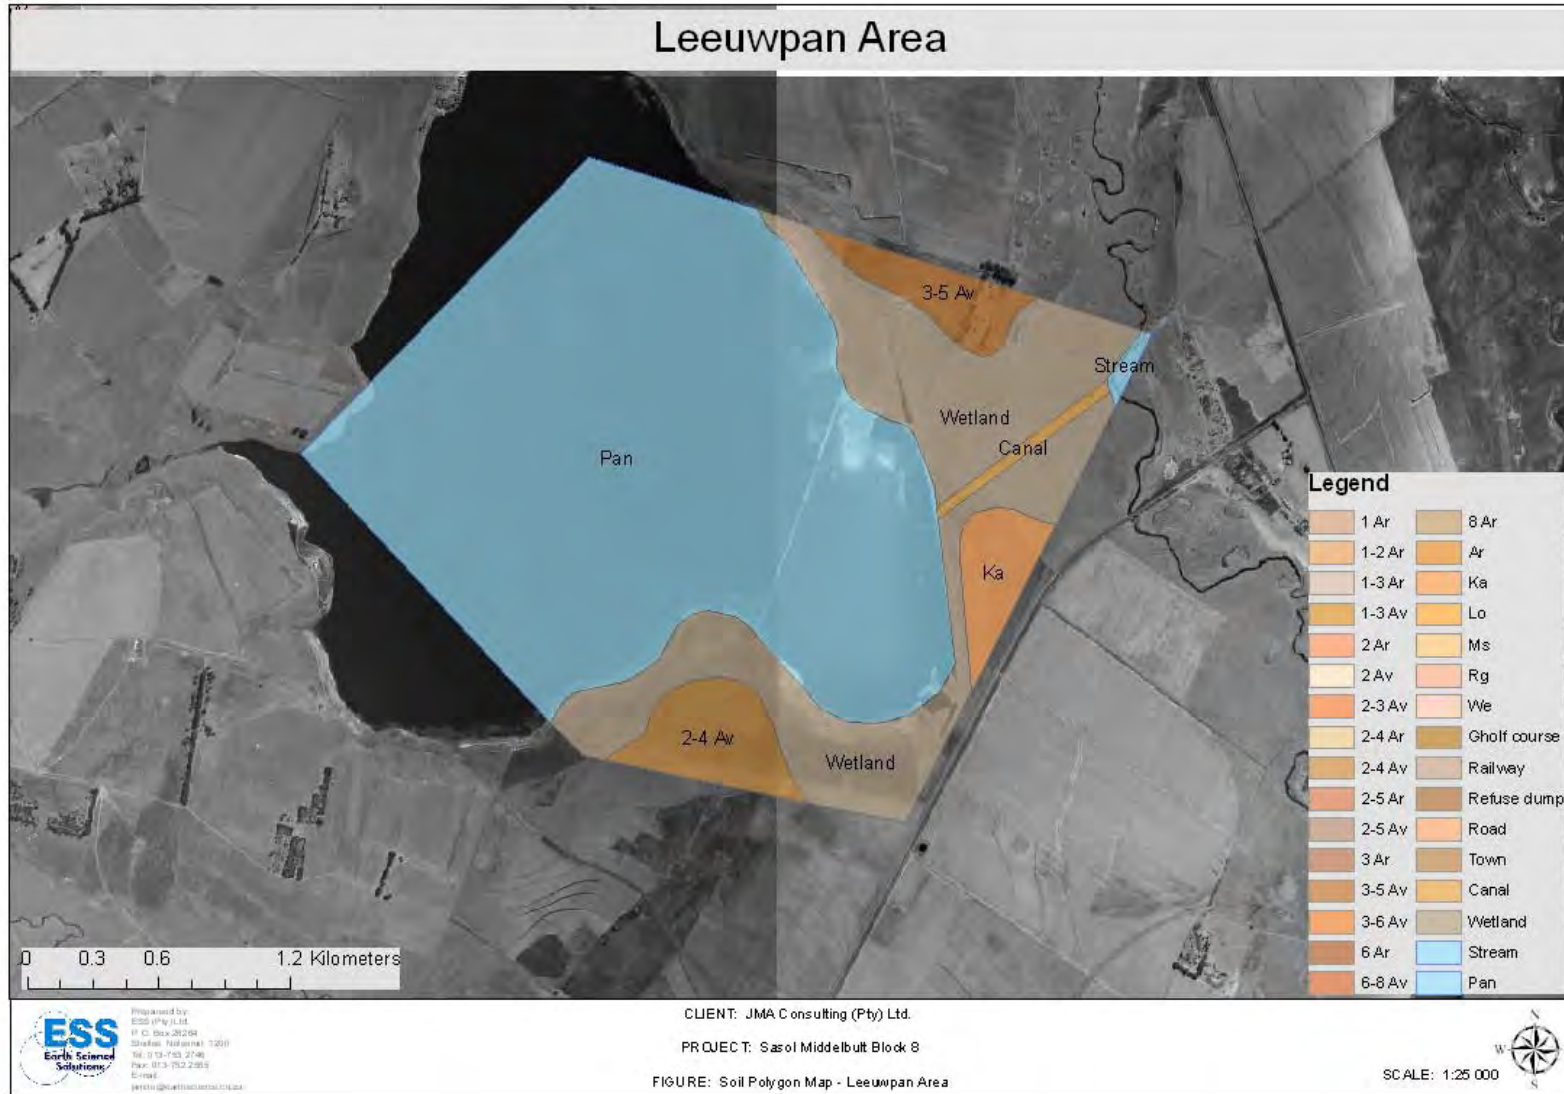 Leeuwpan Area
3-5 Av
Stream
Wetland
Canal
Pan
Ka
2-4 Av
Wetland
Legend
1 Ar
1-2 Ar
1-3 Ar
1-3 Av
2 Ar
2 Av
2-3 Av
2-4 Ar
2-4 Av
2-5 Ar
2-5 Av
3 Ar
3-5 Av
3-6 Av
6 Ar
6-8 Av
8 Ar
Ar
Ka
Lo
Ms
Rg
We
Gholf course
Railway
Refuse dump
Road
Town
Canal
Wetland
Stream
Pan
0 0.3 0.6 1.2 Kilometers
ESS
Earth Science
Solutions
Prepared by:
ESS (Pty) Ltd.
P.O. Box 26264
CLIENT: JMA Consulting (Pty) Ltd.
PROJECT: Sasol Middelbult Block 8
FIGURE: Soil Polygon Map - Leeuwpan Area
N
W
E
S
SCALE: 1:25 000